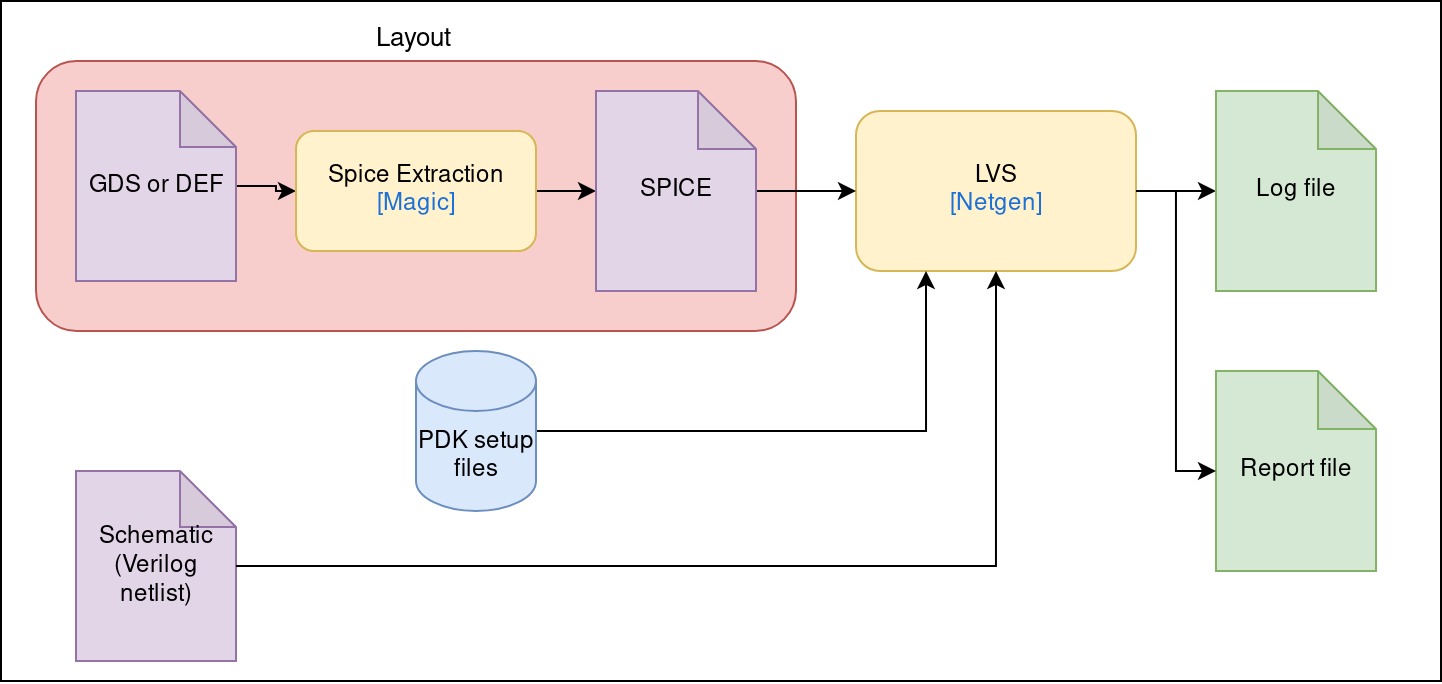 Layout
GDS or DEF
Spice Extraction
[Magic]
SPICE
LVS
[Netgen]
Log file
PDK setup
files
Report file
Schematic
(Verilog
netlist)